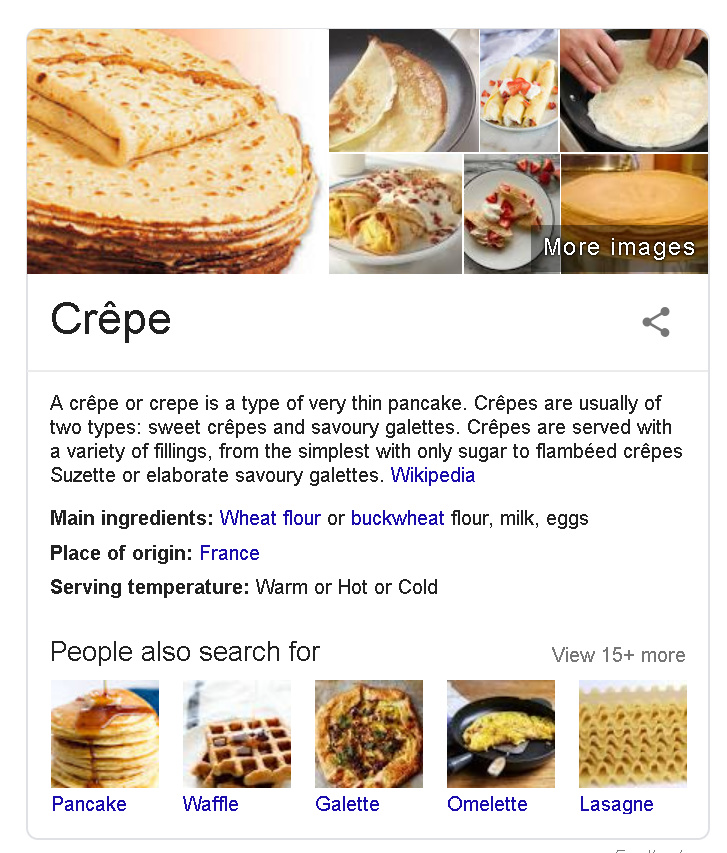 More images
Crêpe
A crêpe or crepe is a type of very thin pancake. Crêpes are usually of
two types: sweet crêpes and savoury galettes. Crêpes are served with
a variety of fillings, from the simplest with only sugar to flambéed crêpes
Suzette or elaborate savoury galettes. Wikipedia
Main ingredients: Wheat flour or buckwheat flour, milk, eggs
Place of origin: France
Serving temperature: Warm or Hot or Cold
People also search for
View 15+ more
Pancake
Waffle
Galette
Omelette
Lasagne